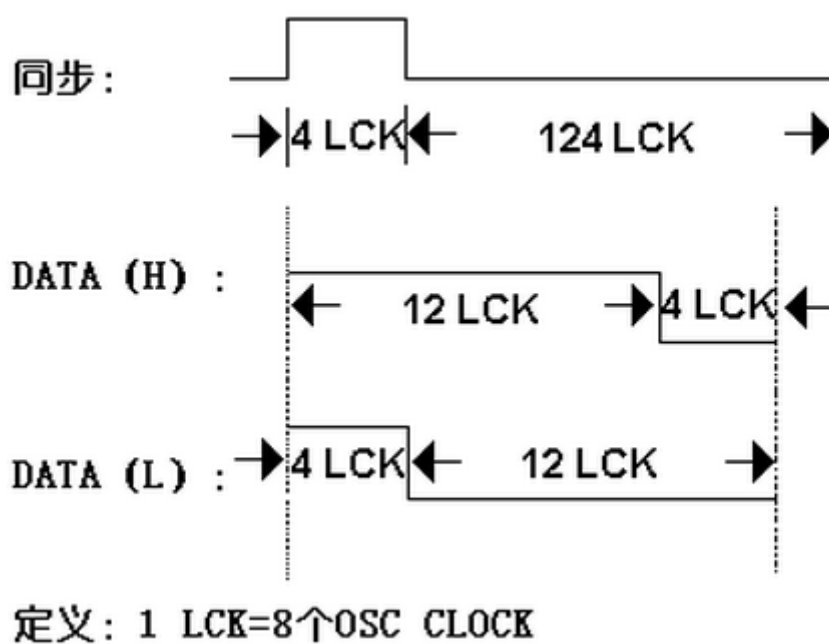 同步:
4 LCK 124 LCK
DATA (H) : 12 LCK 4 LCK
DATA (L) : 4 LCK 12 LCK
定义: 1 LCK=8个OSC CLOCK